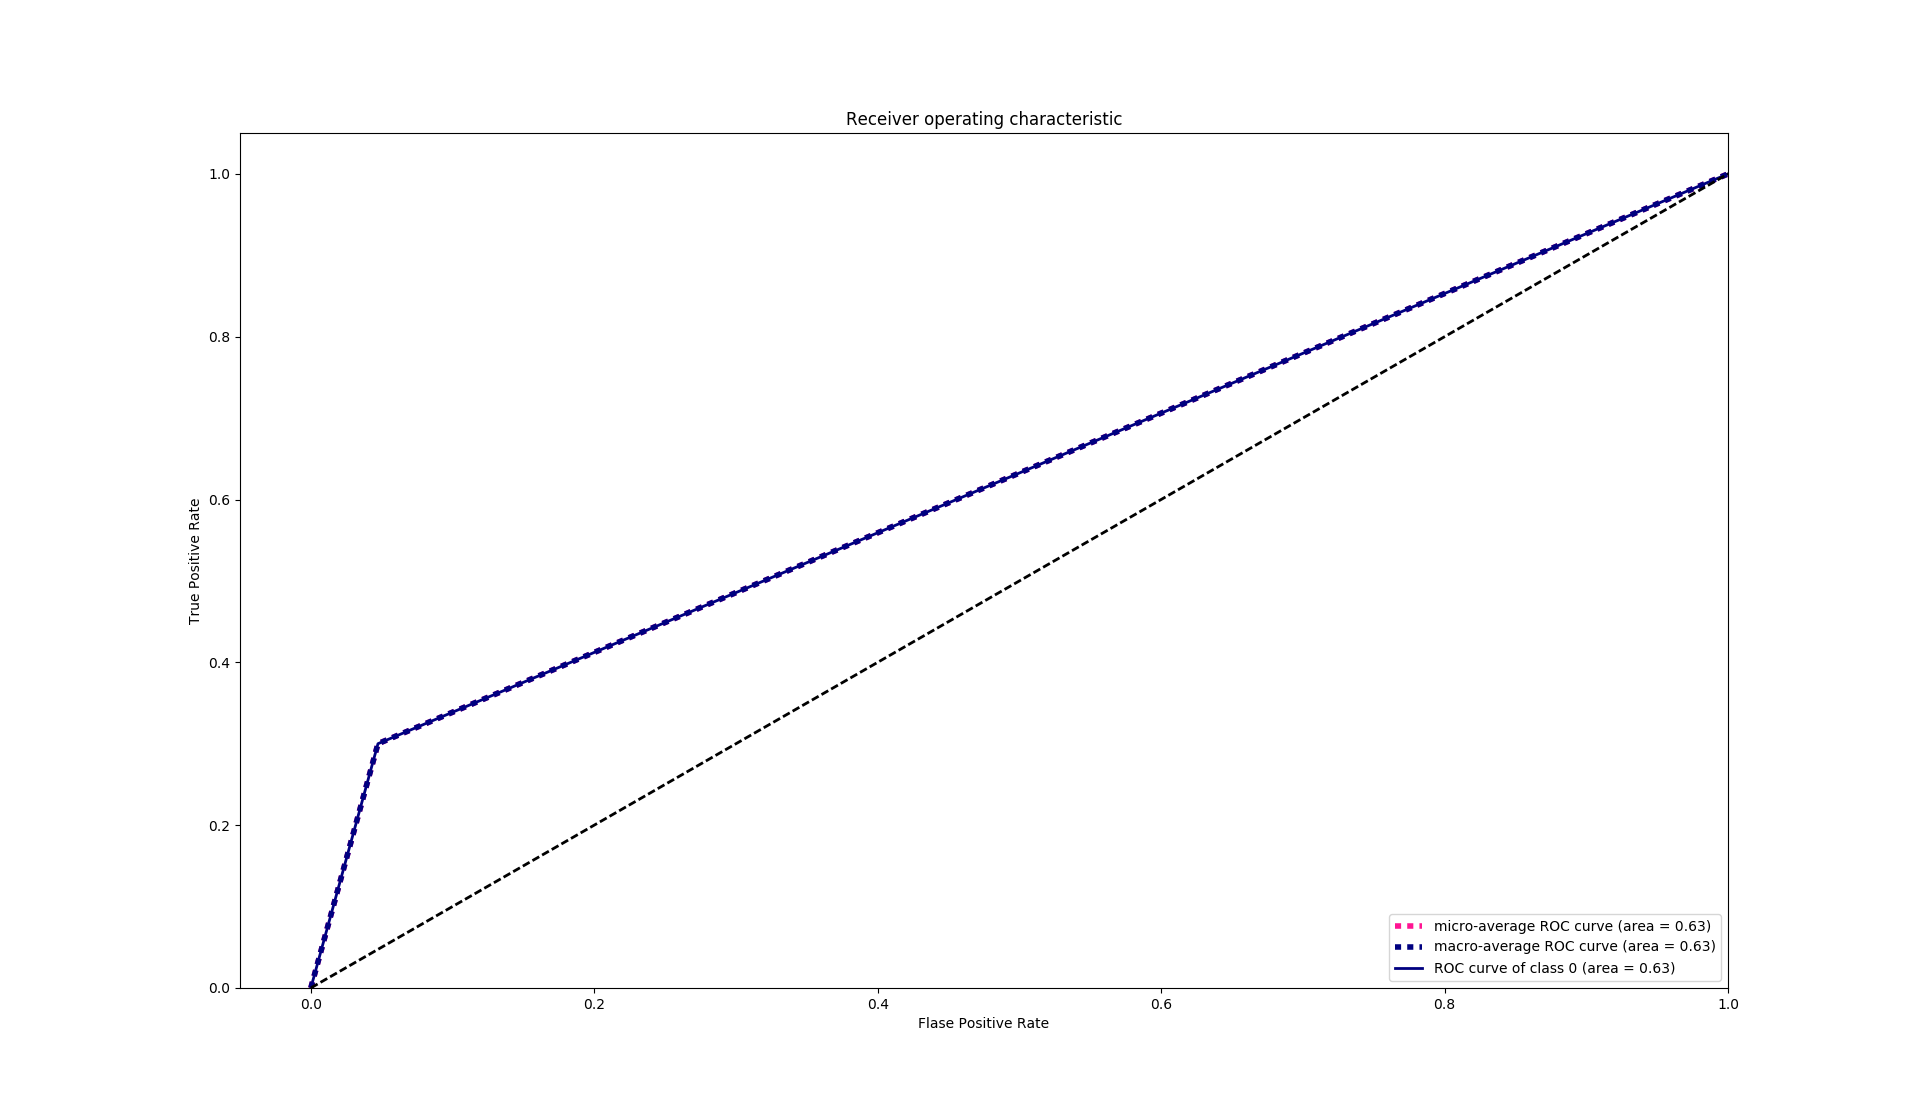 Receiver operating characteristic
1.0
0.8
0.6
0.4
0.2
0.0
True Positive Rate
0.0 0.2 0.4 0.6 0.8 1.0
Flase Positive Rate
micro-average ROC curve (area = 0.63)
macro-average ROC curve (area = 0.63)
ROC curve of class 0 (area = 0.63)